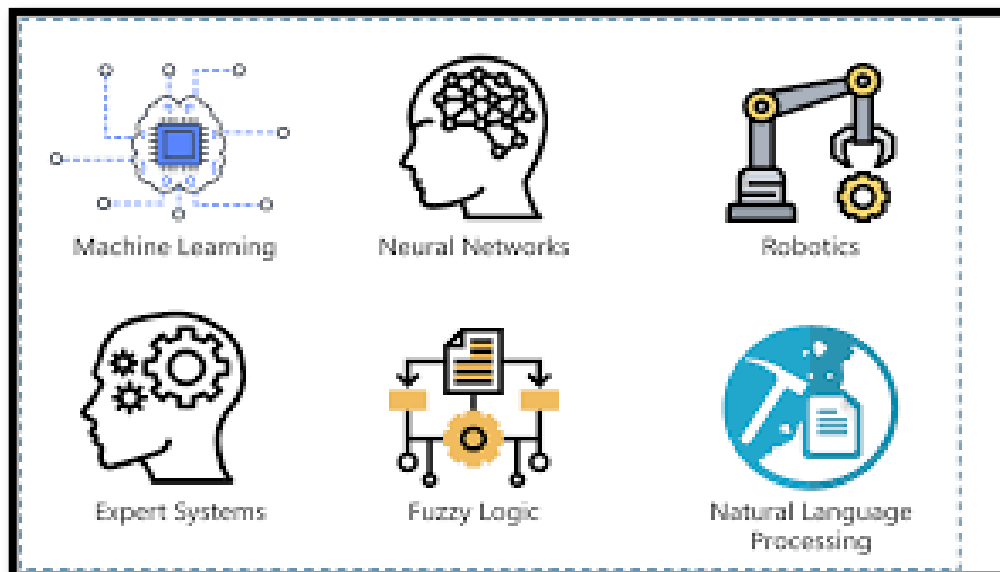 Machine Learning
Neural Networks
Robotics
Expert Systems
Fuzzy Logic
Natural Language
Processing